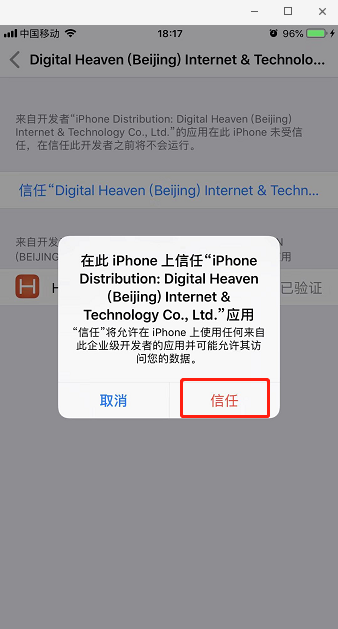 中国移动 18:17 96%
Digital Heaven (Beijing) Internet & Technolo...
来自开发者“iPhone Distribution: Digital Heaven (Beijing)
Internet & Technology Co., Ltd.”的应用在此 iPhone 未受信
任，在信任此开发者之前将不会运行。
信任“Digital Heaven (Beijing) Internet & Techn...
来自开发
N
(BEIJING
用
H
已验证
在此 iPhone 上信任“iPhone
Distribution: Digital Heaven
(Beijing) Internet &
Technology Co., Ltd.”应用
“信任”将允许在 iPhone 上使用任何来自
此企业级开发者的应用并可能允许其访
问您的数据。
取消 信任